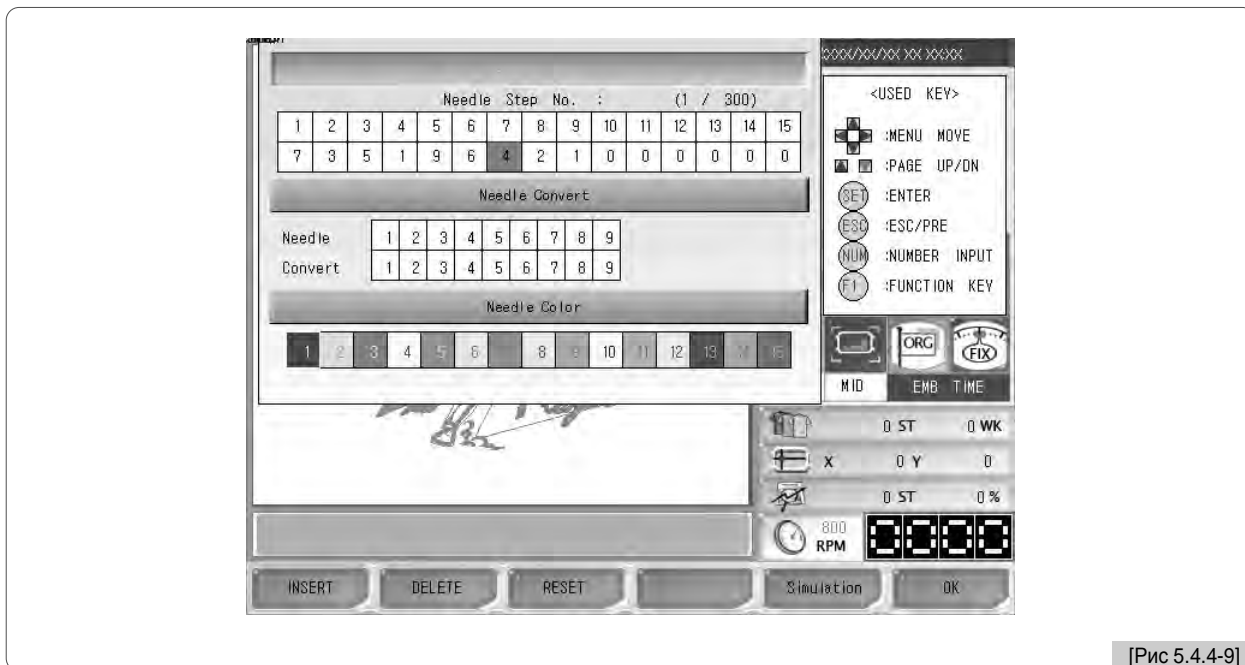 XXXX/XX/XX XX XX:XX
Needle Step No. : (1 / 300)
1 2 3 4 5 6 7 8 9 10 11 12 13 14 15
7 3 5 1 9 6 4 2 1 0 0 0 0 0 0
Needle Convert
Needle 1 2 3 4 5 6 7 8 9
Convert 1 2 3 4 5 6 7 8 9
Needle Color
1 2 3 4 5 6 8 9 10 11 12 13 14 15
<USED KEY>
:MENU MOVE
:PAGE UP/DN
SET :ENTER
ESC :ESC/PRE
NUM :NUMBER INPUT
F1 :FUNCTION KEY
ORG FIX
MID EMB TIME
0 ST 0 WK
X 0 Y 0
0 ST 0 %
800
RPM 0000
INSERT DELETE RESET Simulation OK
[Рис 5.4.4-9]